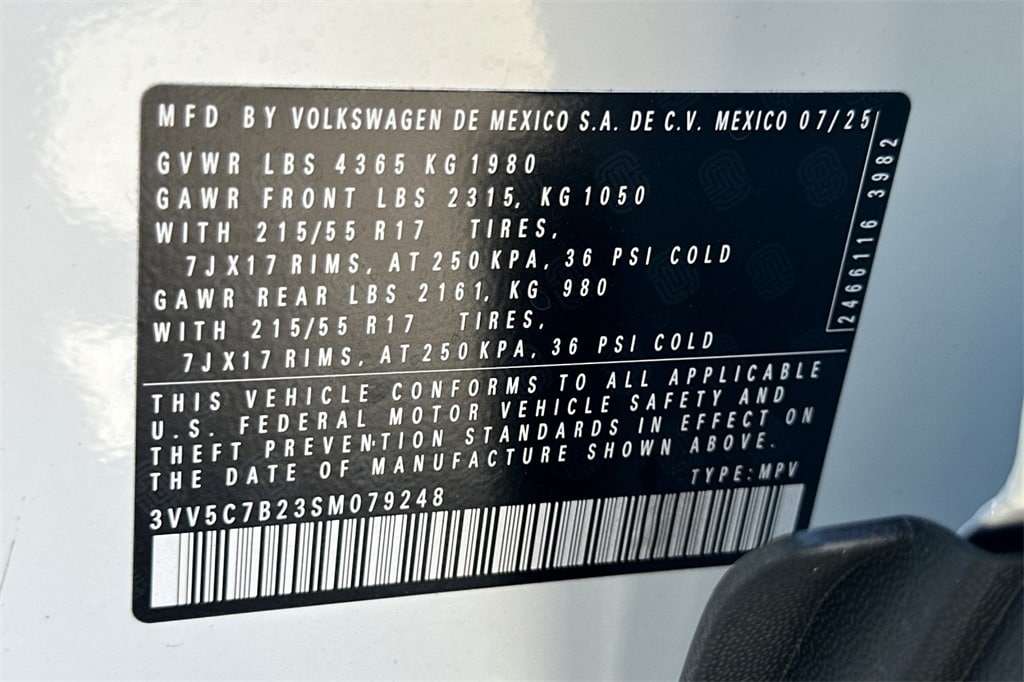 MFD BY VOLKSWAGEN DE MEXICO S.A. DE C.V. MEXICO 07/25
GVWR LBS 4365 KG 1980
GAWR FRONT LBS 2315, KG 1050
WITH 215/55 R17 TIRES,
7JX17 RIMS, AT 250 KPA, 36 PSI COLD
GAWR REAR LBS 2161, KG 980
WITH 215/55 R17 TIRES,
7JX17 RIMS, AT 250 KPA, 36 PSI COLD
2466116 3982
THIS VEHICLE CONFORMS TO ALL APPLICABLE
U.S. FEDERAL MOTOR VEHICLE SAFETY AND
THEFT PREVENTION STANDARDS IN EFFECT ON
THE DATE OF MANUFACTURE SHOWN ABOVE.
TYPE: MPV
3VV5C7B23SM079248